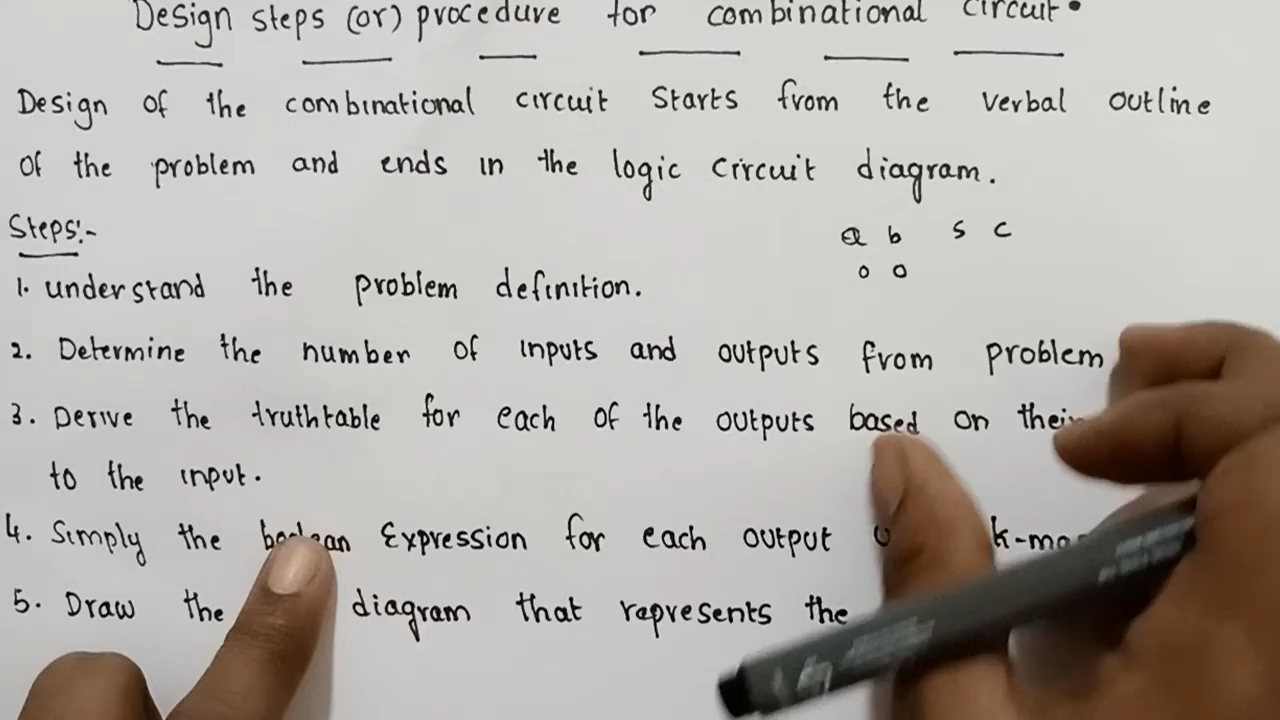 Design steps (or) procedure for combinational circuit.
Design of the combinational circuit starts from the verbal outline
of the problem and ends in the logic circuit diagram.
Steps:-
a b s c
0 0
1. understand the problem definition.
2. Determine the number of inputs and outputs from problem
3. Derive the truthtable for each of the outputs based on
to the input.
4. Simply the Expression for each output
5. Draw the diagram that represents the